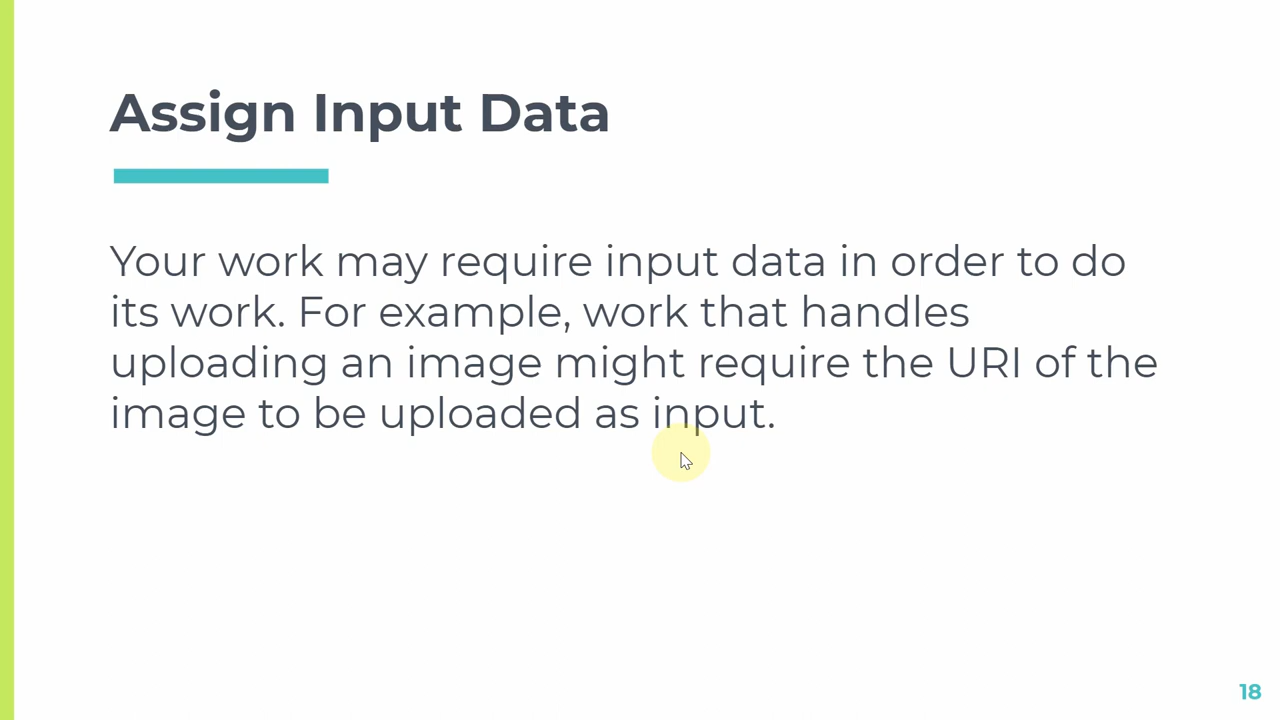 Assign Input Data
Your work may require input data in order to do
its work. For example, work that handles
uploading an image might require the URI of the
image to be uploaded as input.
18